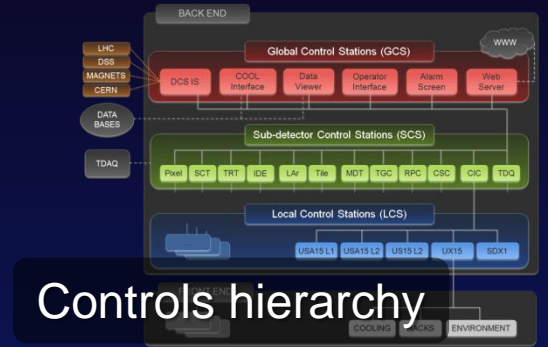 BACK END
WWW
LHC
DSS
MAGNETS
CERN
Global Control Stations (GCS)
DCS IS
COOL Interface
Data Viewer
Operator Interface
Alarm Screen
Web Server
DATA BASES
Sub-detector Control Stations (SCS)
TDAQ
Pixel SCT TRT IDE LAr Tile MDT TGC RPC CSC CIC TDQ
Local Control Stations (LCS)
USA15 L1 USA15 L2 US15 L2 UX15 SDX1
FRONT END
Controls hierarchy
COOLING RACKS ENVIRONMENT